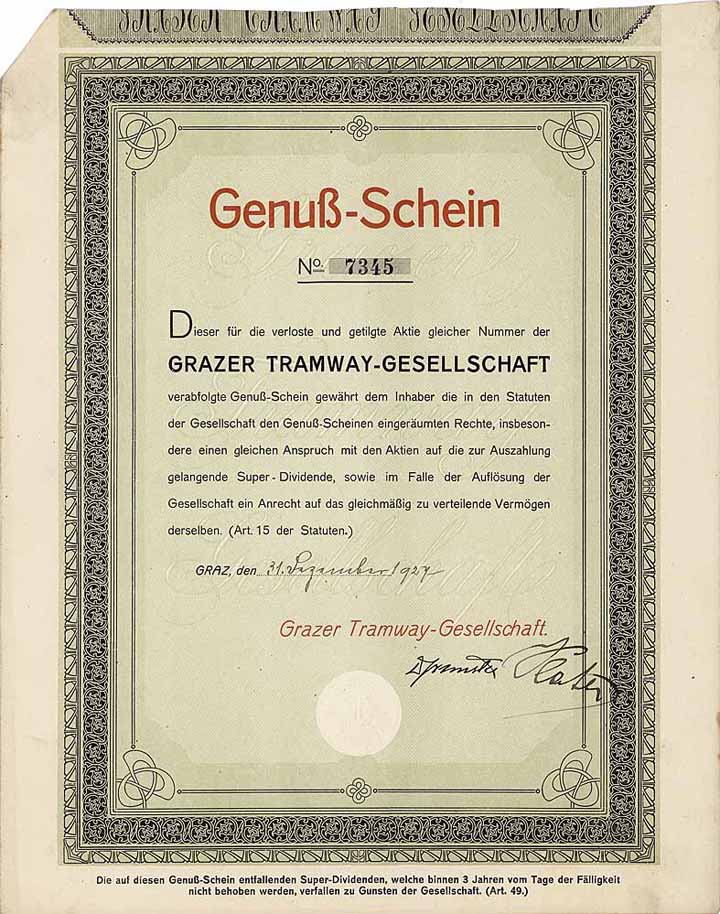 GRAZER TRAMWAY GESELLSCHAFT
Genuß-Schein
No. 7345
Dieser für die verloste und getilgte Aktie gleicher Nummer der
GRAZER TRAMWAY-GESELLSCHAFT
verabfolgte Genuß-Schein gewährt dem Inhaber die in den Statuten
der Gesellschaft den Genuß-Scheinen eingeräumten Rechte, insbeson-
dere einen gleichen Anspruch mit den Aktien auf die zur Auszahlung
gelangende Super-Dividende, sowie im Falle der Auflösung der
Gesellschaft ein Anrecht auf das gleichmäßig zu verteilende Vermögen
derselben. (Art. 15 der Statuten.)
GRAZ, den 31. Dezember 1927
Grazer Tramway-Gesellschaft.
Die auf diesen Genuß-Schein entfallenden Super-Dividenden, welche binnen 3 Jahren vom Tage der Fälligkeit
nicht behoben werden, verfallen zu Gunsten der Gesellschaft. (Art. 49.)